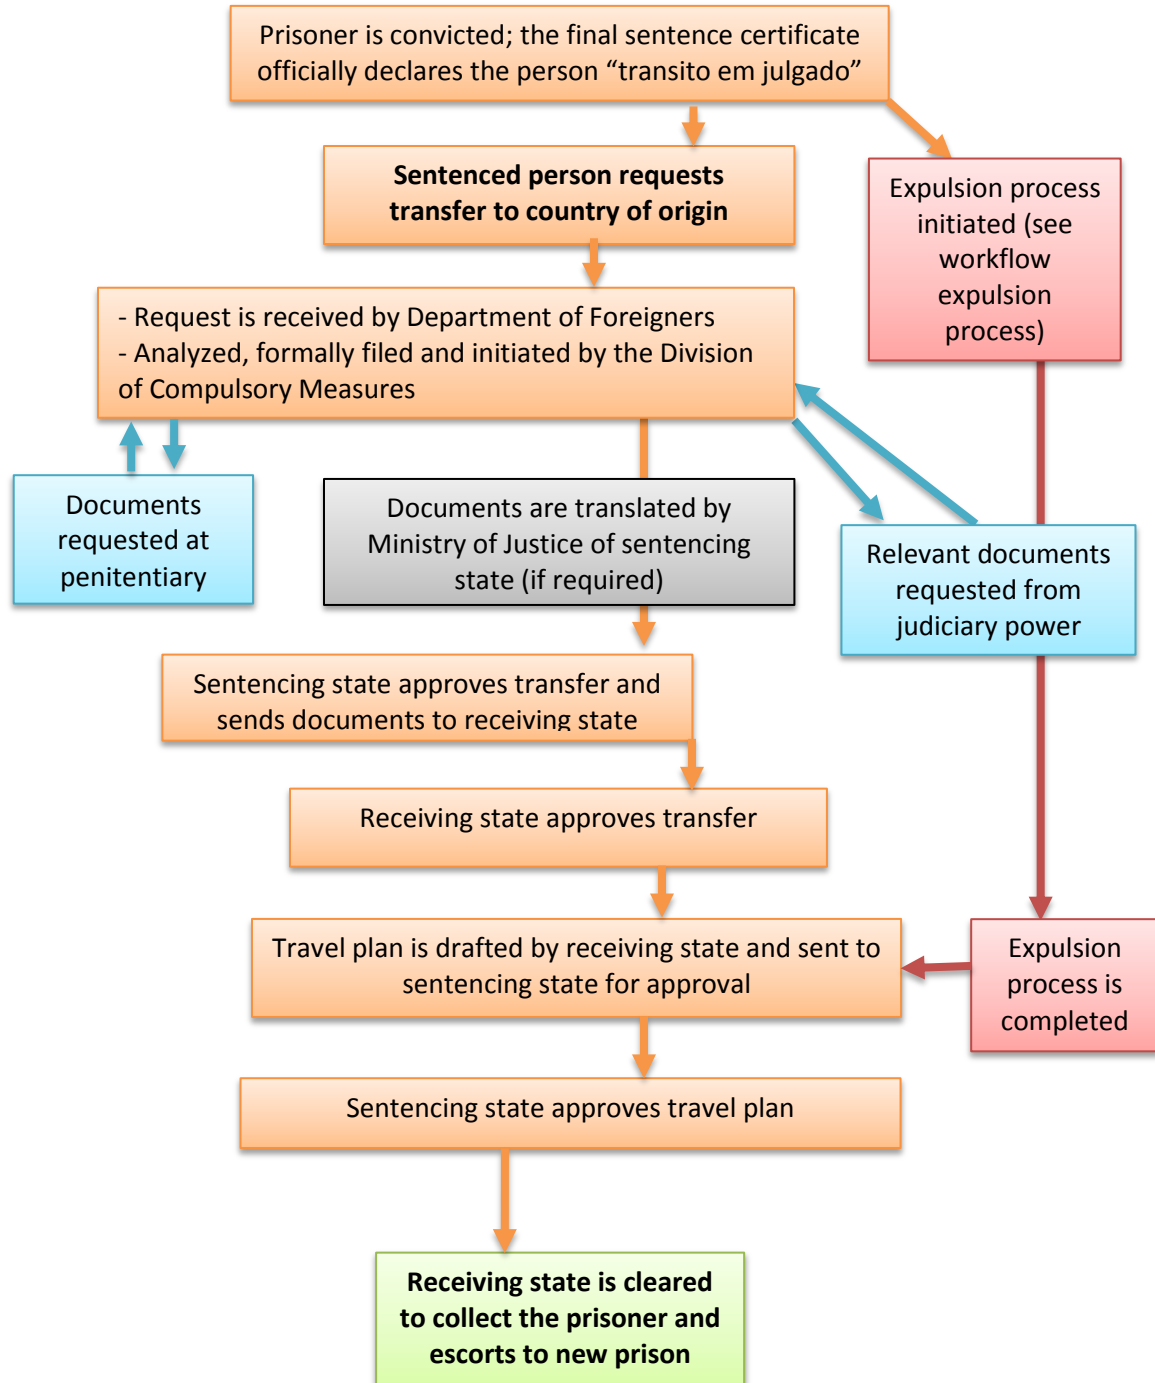 Prisoner is convicted; the final sentence certificate
officially declares the person “transito em julgado”
Sentenced person requests
transfer to country of origin
Expulsion process
initiated (see
workflow
expulsion
process)
- Request is received by Department of Foreigners
- Analyzed, formally filed and initiated by the Division
of Compulsory Measures
Documents
requested at
penitentiary
Documents are translated by
Ministry of Justice of sentencing
state (if required)
Relevant documents
requested from
judiciary power
Sentencing state approves transfer and
sends documents to receiving state
Receiving state approves transfer
Travel plan is drafted by receiving state and sent to
sentencing state for approval
Expulsion
process is
completed
Sentencing state approves travel plan
Receiving state is cleared
to collect the prisoner and
escorts to new prison